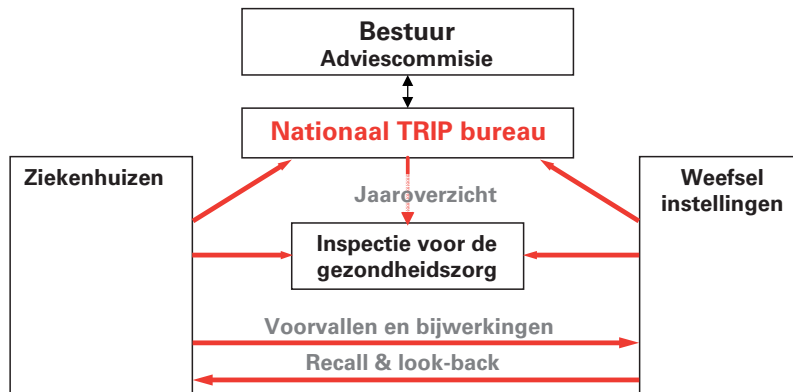 Bestuur
Adviescommisie
Nationaal TRIP bureau
Ziekenhuizen
Weefsel
instellingen
Jaaroverzicht
Inspectie voor de
gezondheidszorg
Voorvallen en bijwerkingen
Recall & look-back